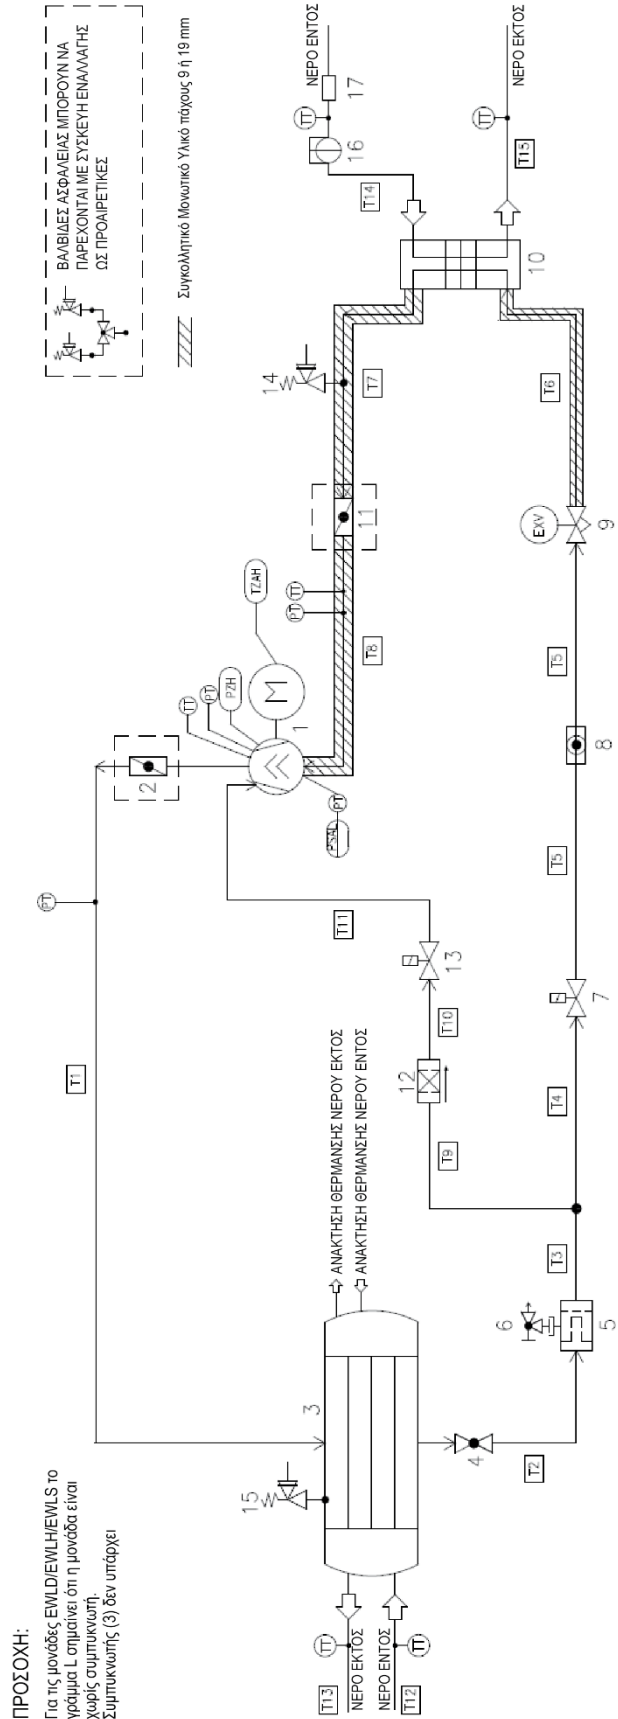 ΠΡΟΣΟΧΗ:
Για τις μονάδες EWLD/EWLH/EWLS το
γράμμα L σημαίνει ότι η μονάδα είναι
χωρίς συμπυκνωτή.
Συμπυκνωτής (3) δεν υπάρχει
ΒΑΛΒΙΔΕΣ ΑΣΦΑΛΕΙΑΣ ΜΠΟΡΟΥΝ ΝΑ
ΠΑΡΕΧΟΝΤΑΙ ΜΕ ΣΥΣΚΕΥΗ ΕΝΑΛΛΑΓΗΣ
ΩΣ ΠΡΟΑΙΡΕΤΙΚΕΣ
Συγκολλητικό Μονωτικό Υλικό πάχους 9 ή 19 mm
PT
T1
2
TT
PT
PZH
TZAH
M
1
PSAL
PT
T8
PT
TT
11
14
T7
T14
16
TT
17
ΝΕΡΟ ΕΝΤΟΣ
10
T15
TT
ΝΕΡΟ ΕΚΤΟΣ
T6
EXV
9
T5
8
T5
7
T4
T11
13
T10
12
T9
T3
6
5
T2
4
3
15
ΑΝΑΚΤΗΣΗ ΘΕΡΜΑΝΣΗΣ ΝΕΡΟΥ ΕΚΤΟΣ
ΑΝΑΚΤΗΣΗ ΘΕΡΜΑΝΣΗΣ ΝΕΡΟΥ ΕΝΤΟΣ
T13
TT
ΝΕΡΟ ΕΚΤΟΣ
ΝΕΡΟ ΕΝΤΟΣ
T12
TT